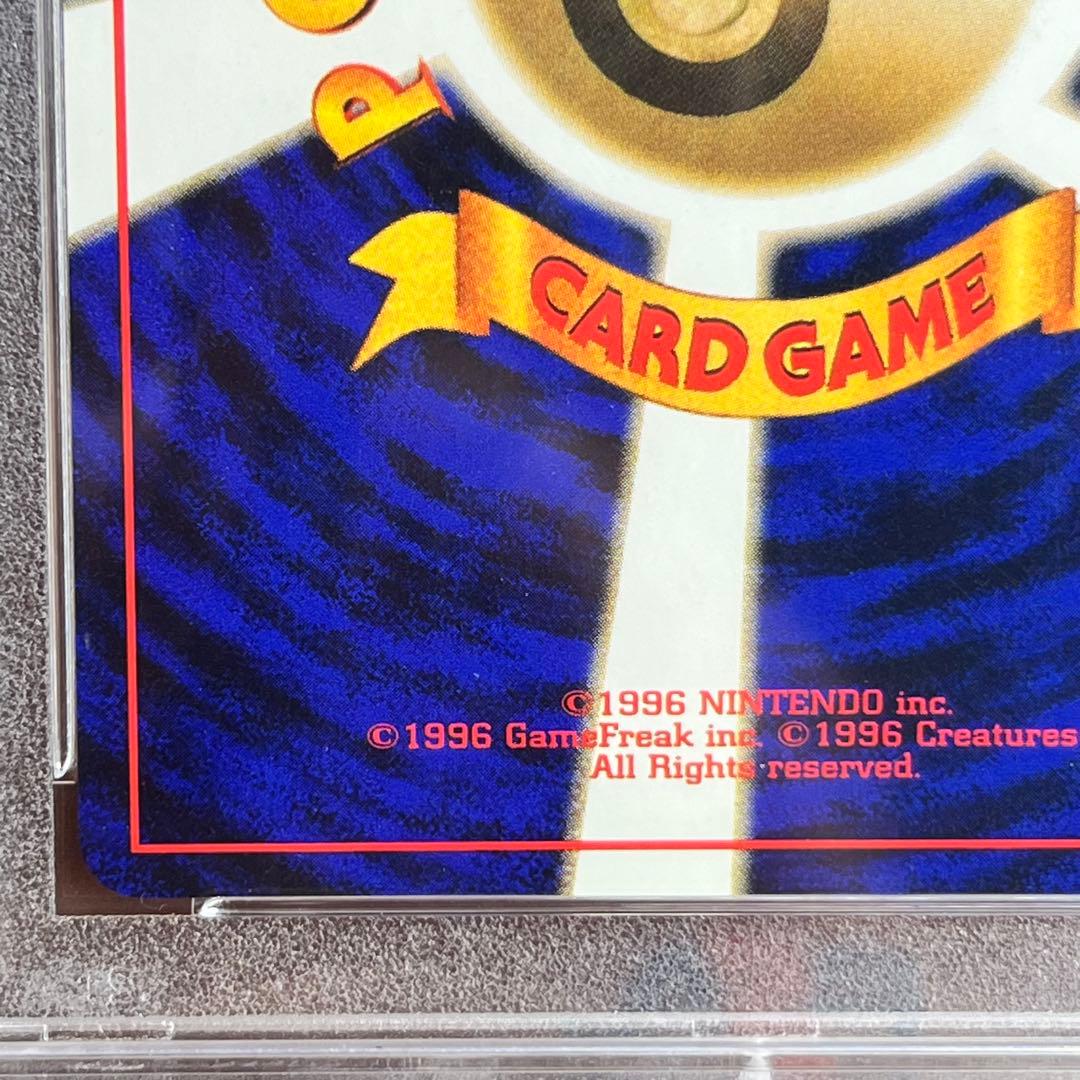 P
CARD GAME
©1996 NINTENDO inc.
©1996 GameFreak inc. ©1996 Creatures
All Rights reserved.